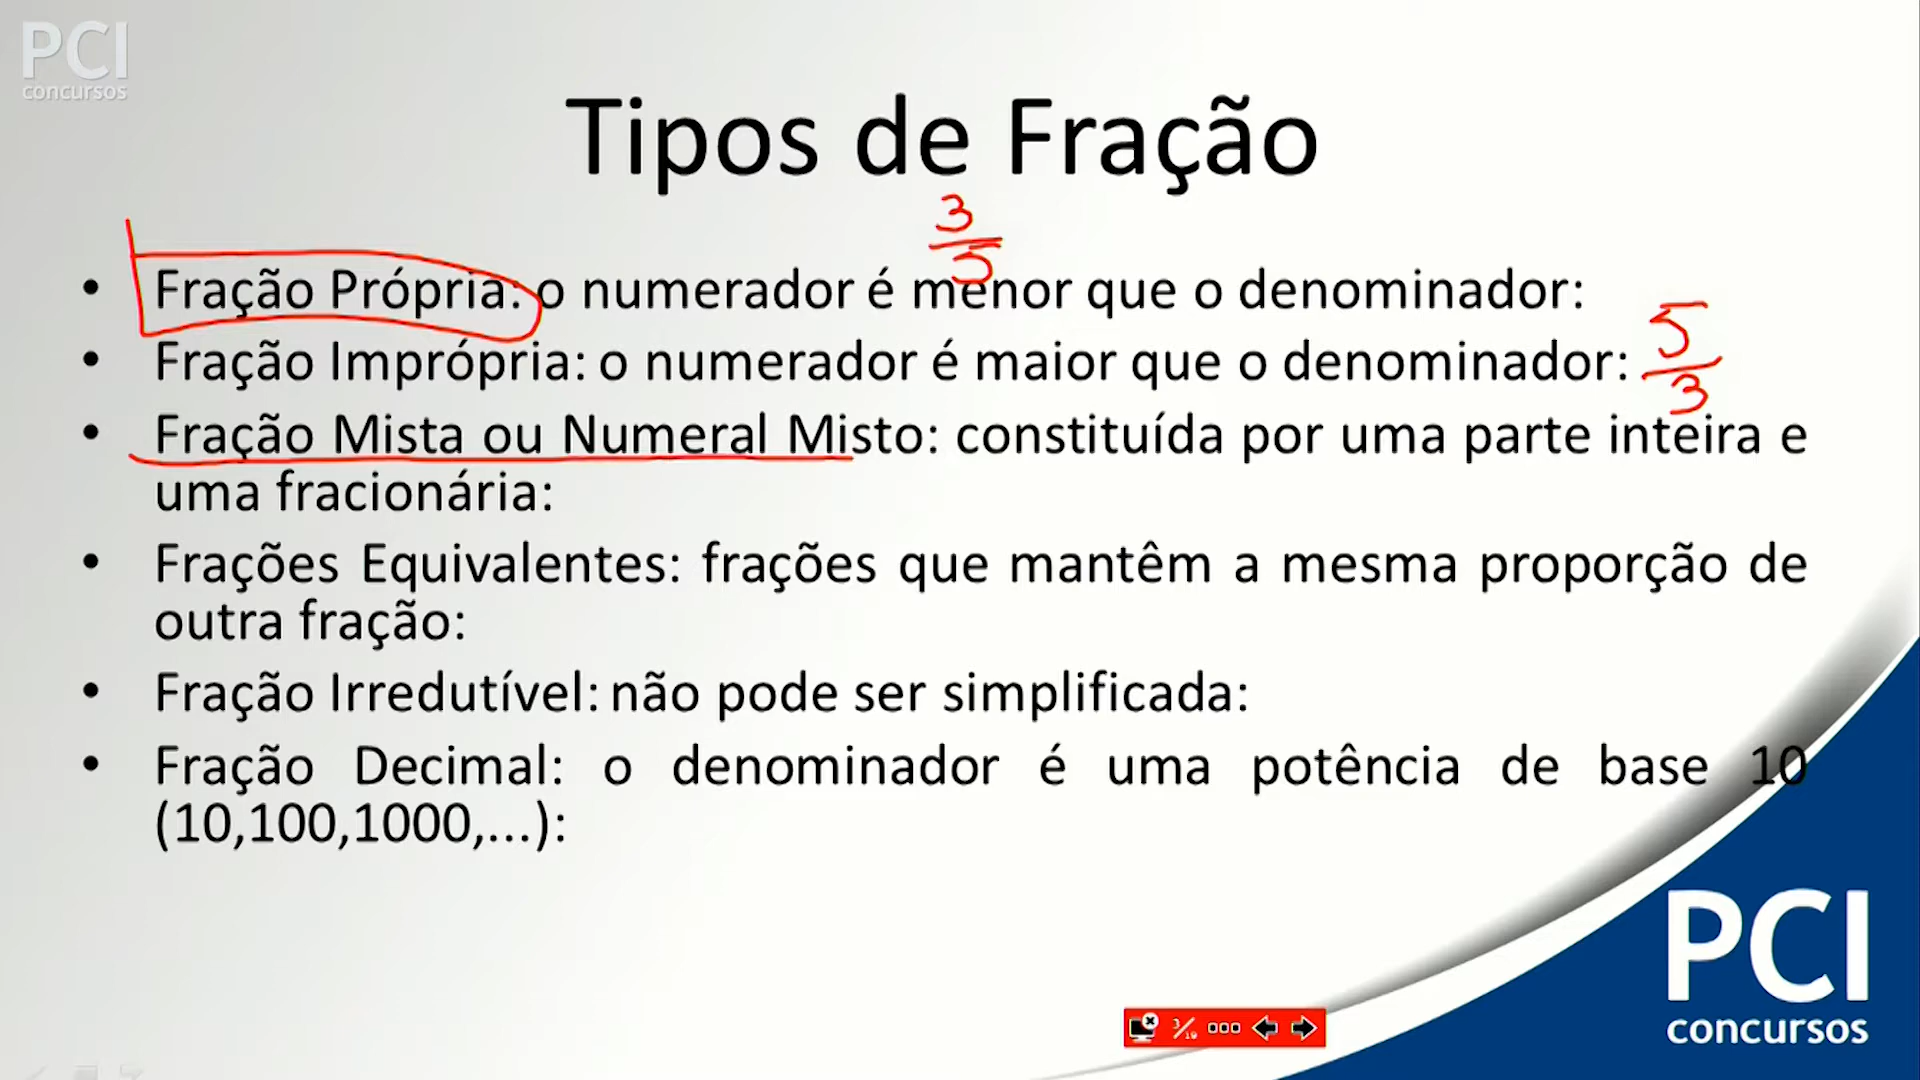 PCI
concursos
Tipos de Fração
3
5
• Fração Própria: o numerador é menor que o denominador:
• Fração Imprópria: o numerador é maior que o denominador:
5
3
• Fração Mista ou Numeral Misto: constituída por uma parte inteira e
uma fracionária:
• Frações Equivalentes: frações que mantêm a mesma proporção de
outra fração:
• Fração Irredutível: não pode ser simplificada:
• Fração Decimal: o denominador é uma potência de base 10
(10,100,1000,...):
PCI
concursos
3/19